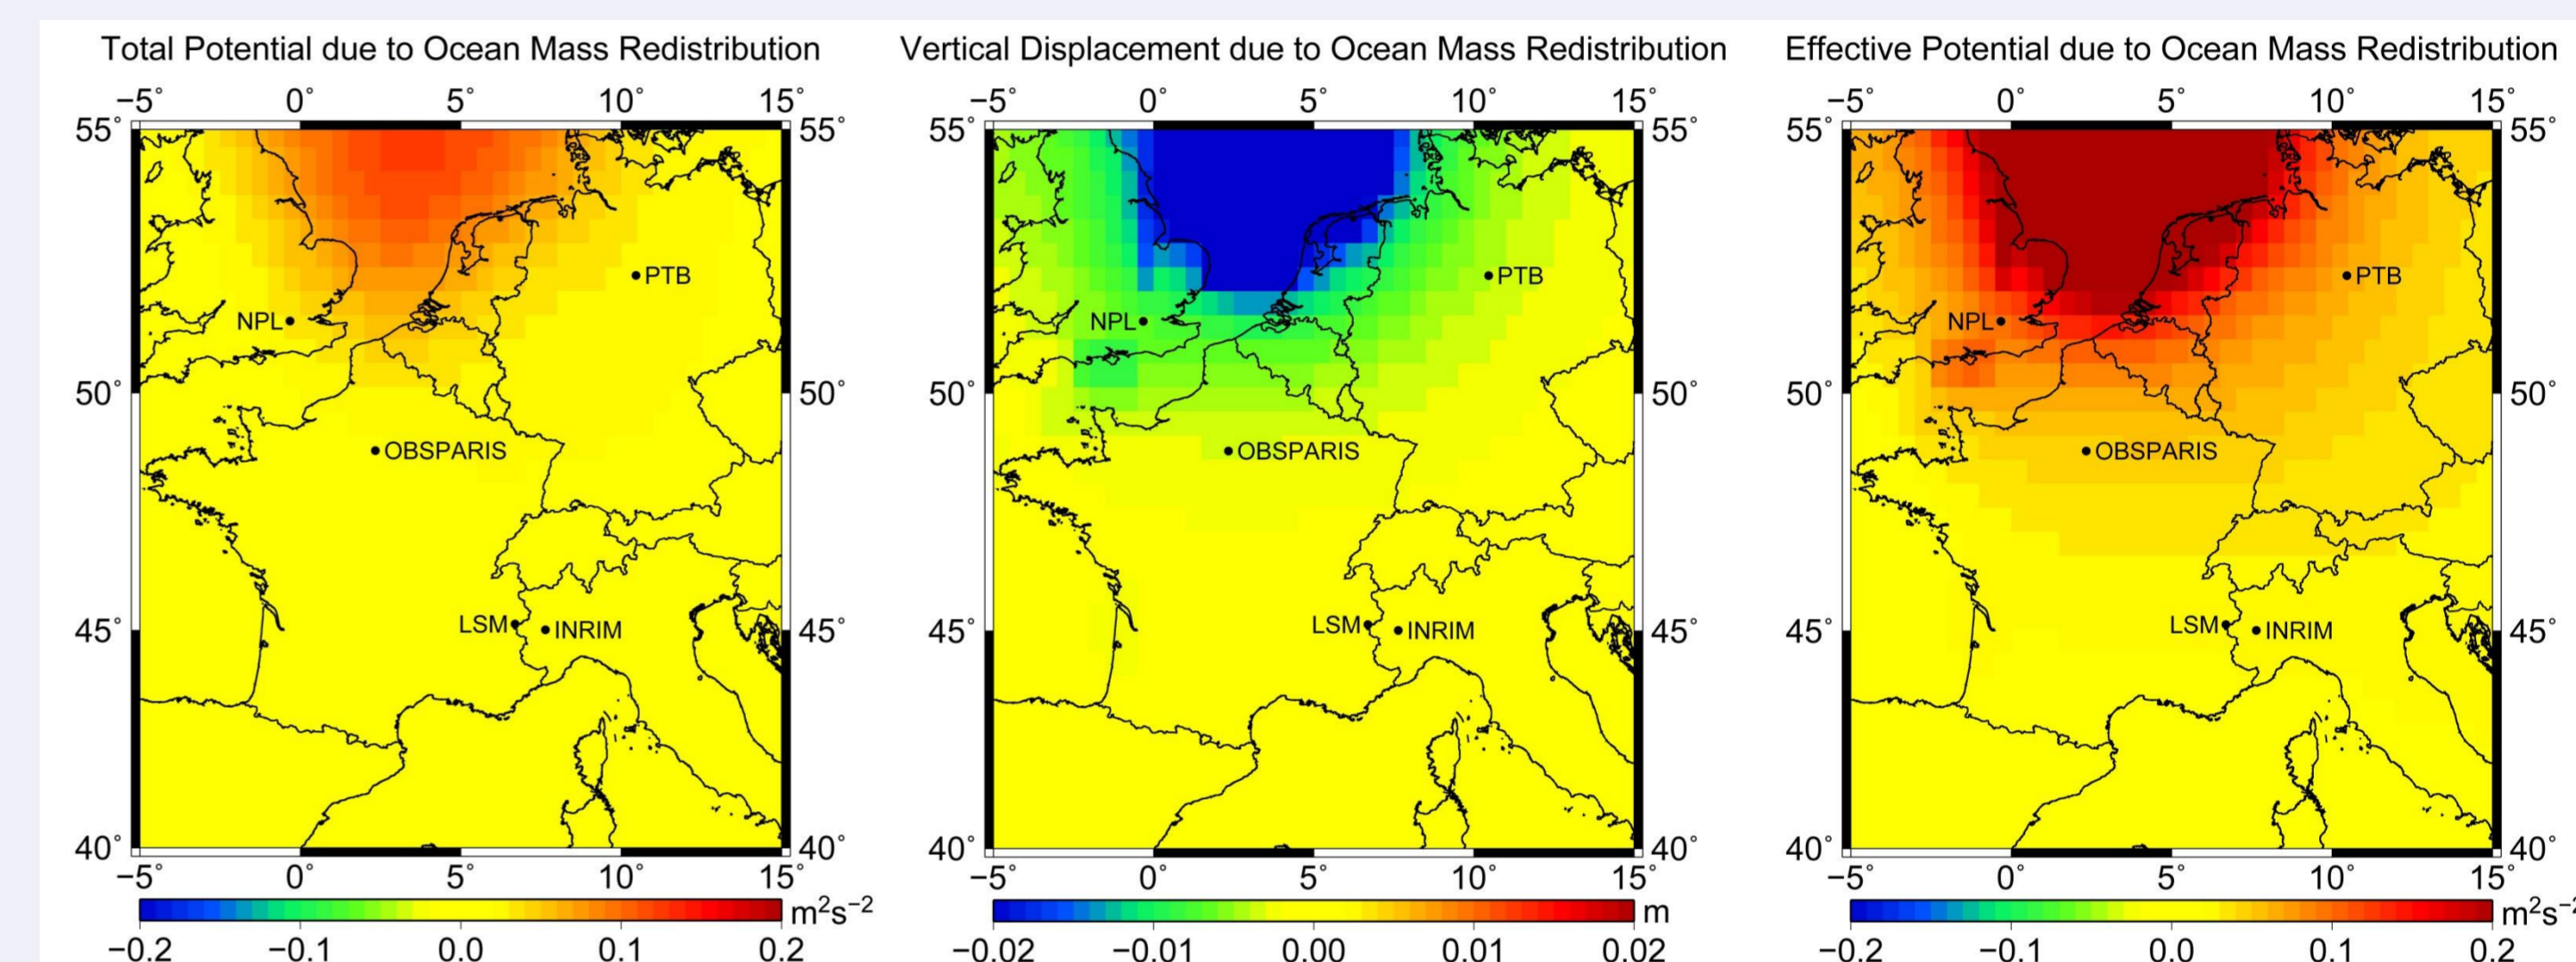 Total Potential due to Ocean Mass Redistribution
−5° 0° 5° 10° 15°
55° 55°
PTB
NPL
50° 50°
OBSPARIS
LSM INRIM
45° 45°
40° 40°
−5° 0° 5° 10° 15°
m²s⁻²
−0.2 −0.1 0.0 0.1 0.2
Vertical Displacement due to Ocean Mass Redistribution
−5° 0° 5° 10° 15°
55° 55°
PTB
NPL
50° 50°
OBSPARIS
LSM INRIM
45° 45°
40° 40°
−5° 0° 5° 10° 15°
m
−0.02 −0.01 0.00 0.01 0.02
Effective Potential due to Ocean Mass Redistribution
−5° 0° 5° 10° 15°
55° 55°
PTB
NPL
50° 50°
OBSPARIS
LSM INRIM
45° 45°
40° 40°
−5° 0° 5° 10° 15°
m²s⁻²
−0.2 −0.1 0.0 0.1 0.2